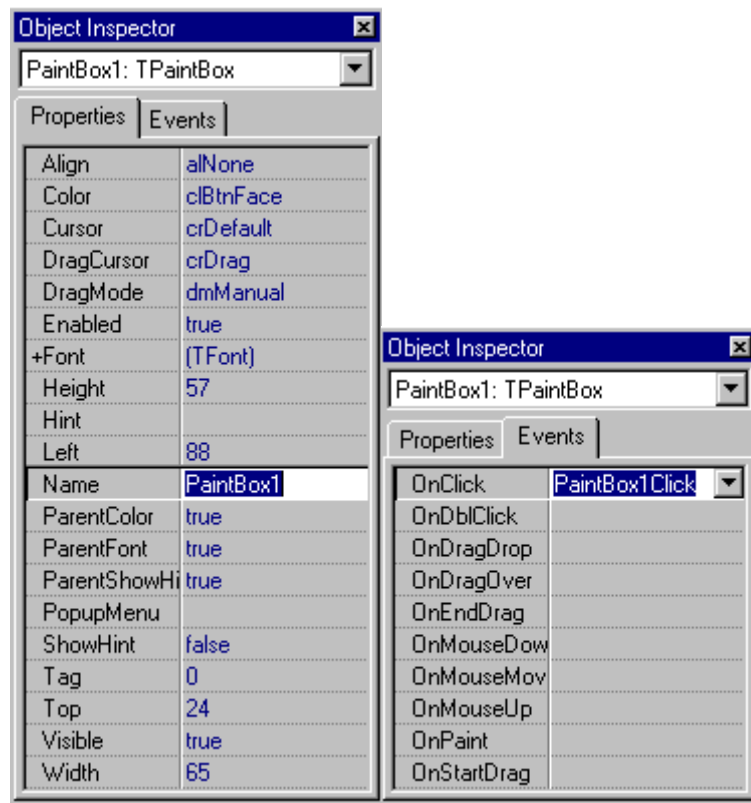 Object Inspector
PaintBox1: TPaintBox
Properties Events
Align alNone
Color clBtnFace
Cursor crDefault
DragCursor crDrag
DragMode dmManual
Enabled true
+Font (TFont)
Height 57
Hint
Left 88
Name PaintBox1
ParentColor true
ParentFont true
ParentShowHi true
PopupMenu
ShowHint false
Tag 0
Top 24
Visible true
Width 65
Object Inspector
PaintBox1: TPaintBox
Properties Events
OnClick PaintBox1Click
OnDblClick
OnDragDrop
OnDragOver
OnEndDrag
OnMouseDow
OnMouseMov
OnMouseUp
OnPaint
OnStartDrag